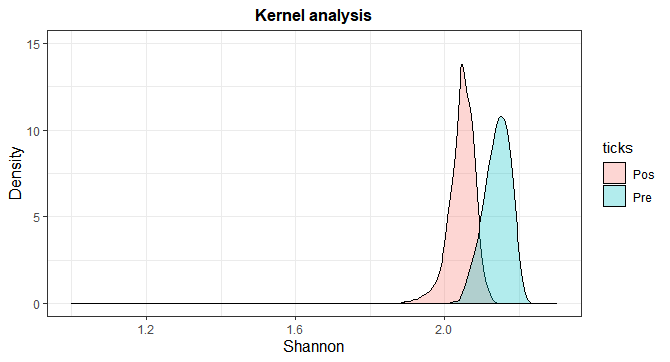 Kernel analysis
15
10
5
0
Density
1.2 1.6 2.0
Shannon
ticks
Pos
Pre